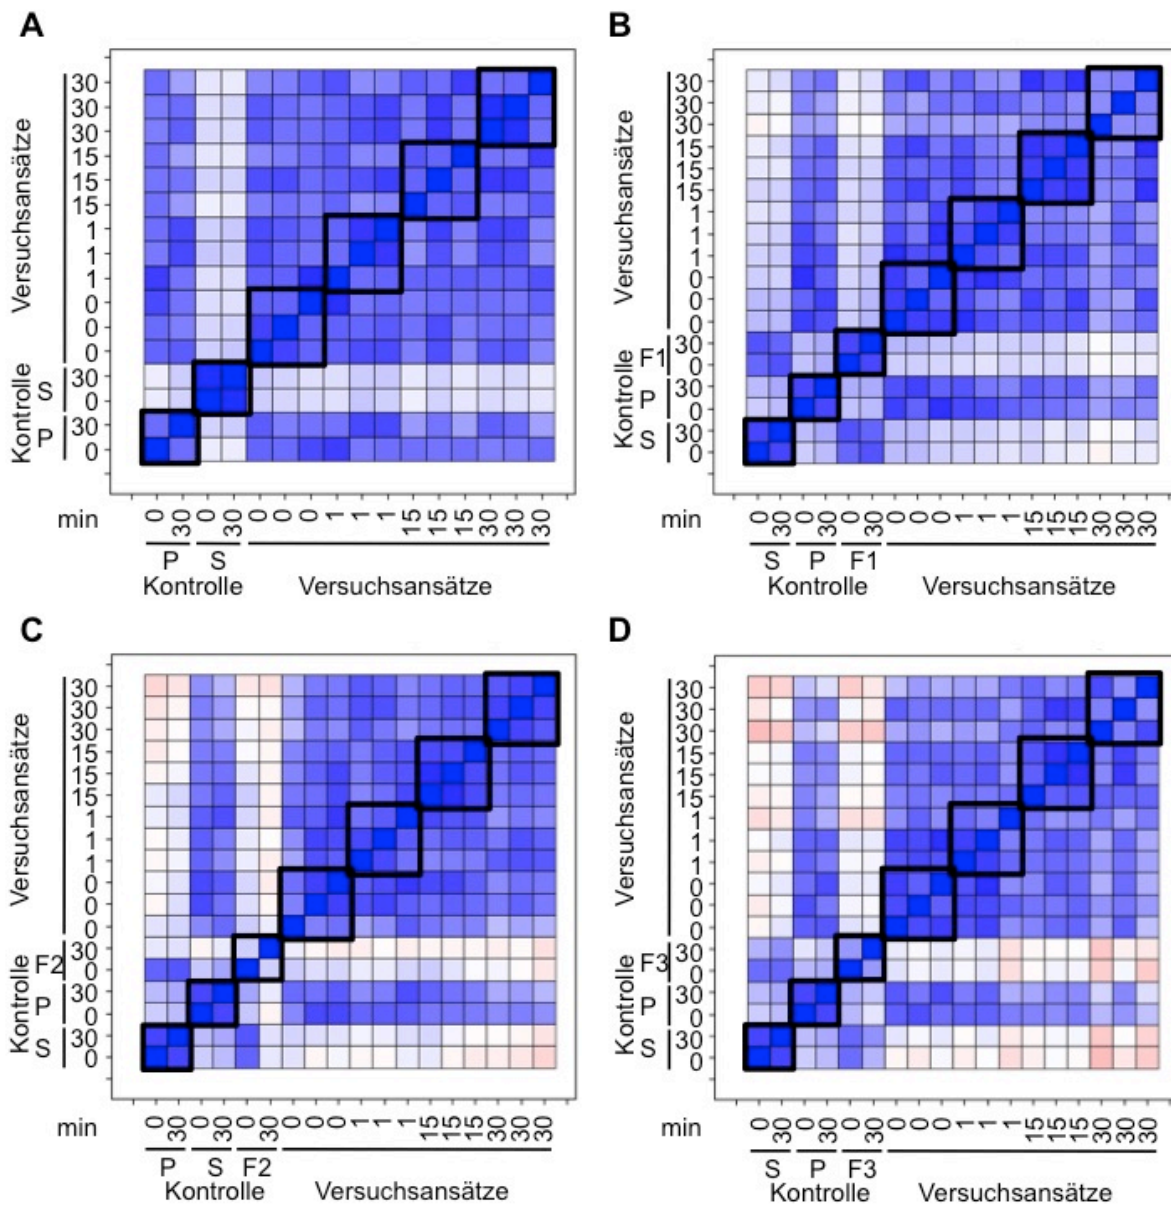 A
Versuchsansätze
30
30
30
15
15
15
1
1
1
0
0
0
Kontrolle
S
30
0
P
30
0
min 0 30 0 30 0 0 0 1 1 1 15 15 15 30 30 30
P S
Kontrolle Versuchsansätze
B
Versuchsansätze
30
30
30
15
15
15
1
1
1
0
0
0
Kontrolle
F1
30
0
P
30
0
S
30
0
min 0 30 0 30 0 30 0 0 0 1 1 1 15 15 15 30 30 30
S P F1
Kontrolle Versuchsansätze
C
Versuchsansätze
30
30
30
15
15
15
1
1
1
0
0
0
Kontrolle
F2
30
0
P
30
0
S
30
0
min 0 30 0 30 0 30 0 0 0 1 1 1 15 15 15 30 30 30
P S F2
Kontrolle Versuchsansätze
D
Versuchsansätze
30
30
30
15
15
15
1
1
1
0
0
0
Kontrolle
F3
30
0
P
30
0
S
30
0
min 0 30 0 30 0 30 0 0 0 1 1 1 15 15 15 30 30 30
S P F3
Kontrolle Versuchsansätze